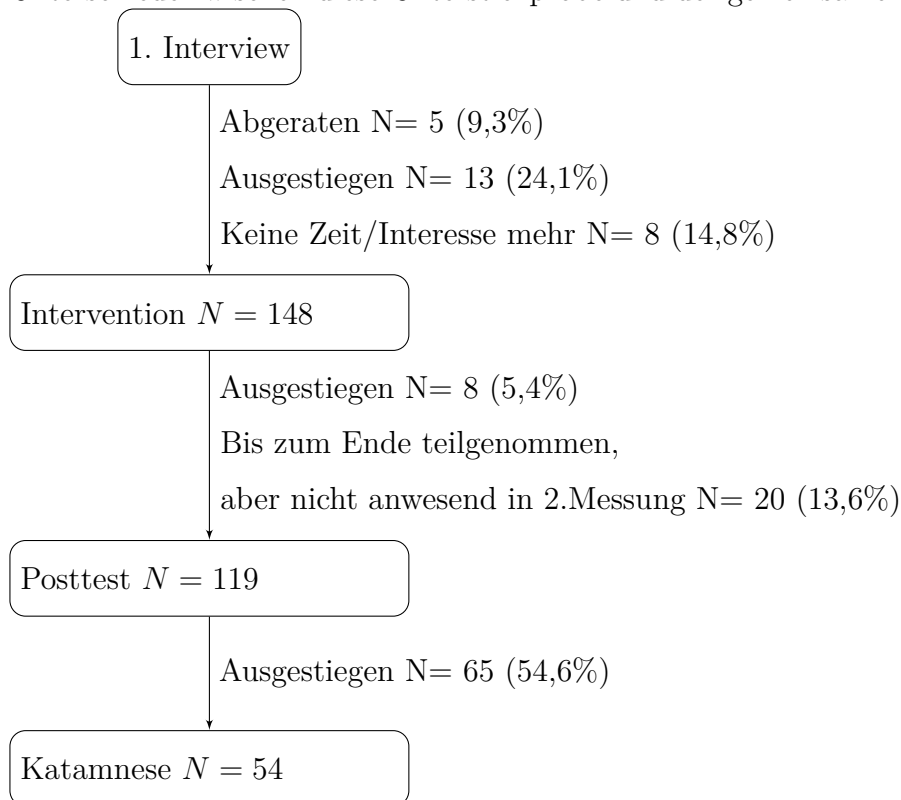 1. Interview
Abgeraten N= 5 (9,3%)
Ausgestiegen N= 13 (24,1%)
Keine Zeit/Interesse mehr N= 8 (14,8%)
Intervention N = 148
Ausgestiegen N= 8 (5,4%)
Bis zum Ende teilgenommen,
aber nicht anwesend in 2.Messung N= 20 (13,6%)
Posttest N = 119
Ausgestiegen N= 65 (54,6%)
Katamnese N = 54